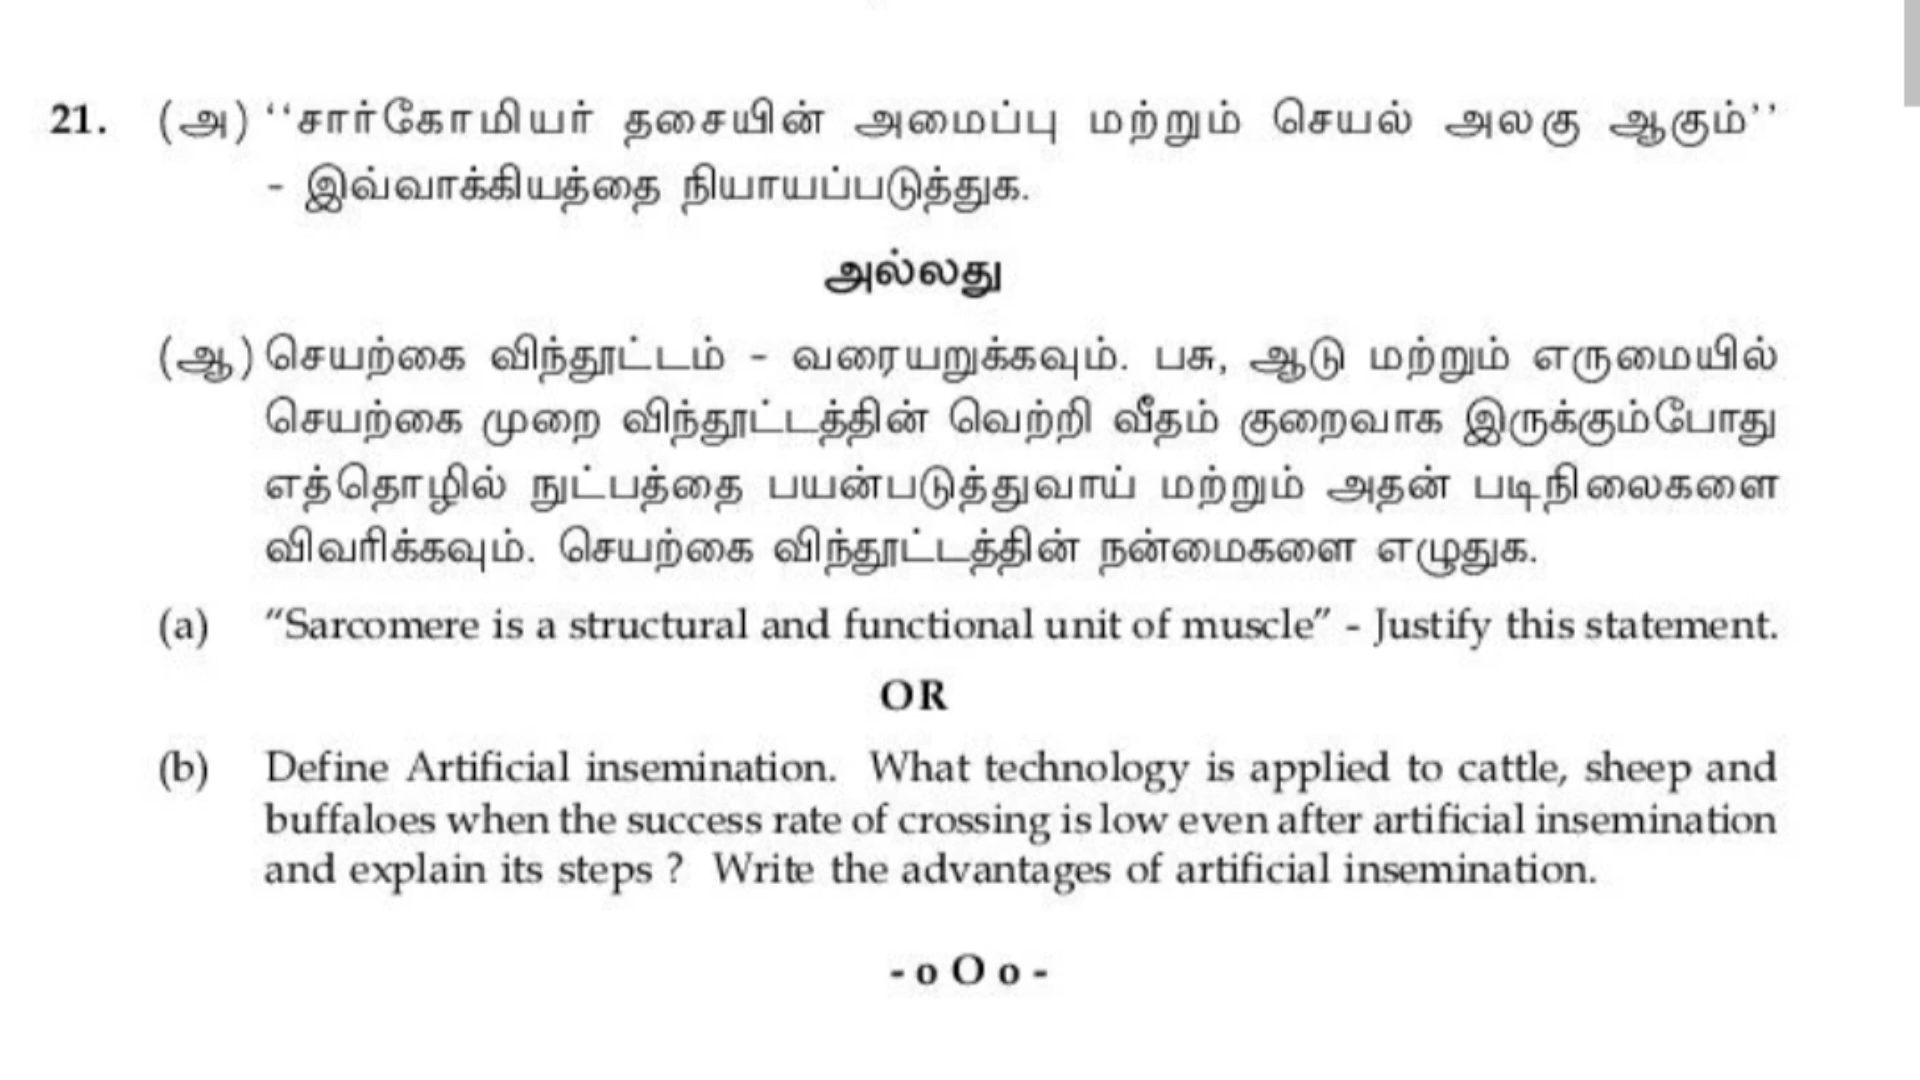 21. (அ) ‘‘சார்கோமியர் தசையின் அமைப்பு மற்றும் செயல் அலகு ஆகும்’’
- இவ்வாக்கியத்தை நியாயப்படுத்துக.
அல்லது
(ஆ) செயற்கை விந்தூட்டம் - வரையறுக்கவும். பசு, ஆடு மற்றும் எருமையில்
செயற்கை முறை விந்தூட்டத்தின் வெற்றி வீதம் குறைவாக இருக்கும்போது
எத்தொழில் நுட்பத்தை பயன்படுத்துவாய் மற்றும் அதன் படிநிலைகளை
விவரிக்கவும். செயற்கை விந்தூட்டத்தின் நன்மைகளை எழுதுக.
(a) “Sarcomere is a structural and functional unit of muscle” - Justify this statement.
OR
(b) Define Artificial insemination. What technology is applied to cattle, sheep and
buffaloes when the success rate of crossing is low even after artificial insemination
and explain its steps ? Write the advantages of artificial insemination.
- o O o -